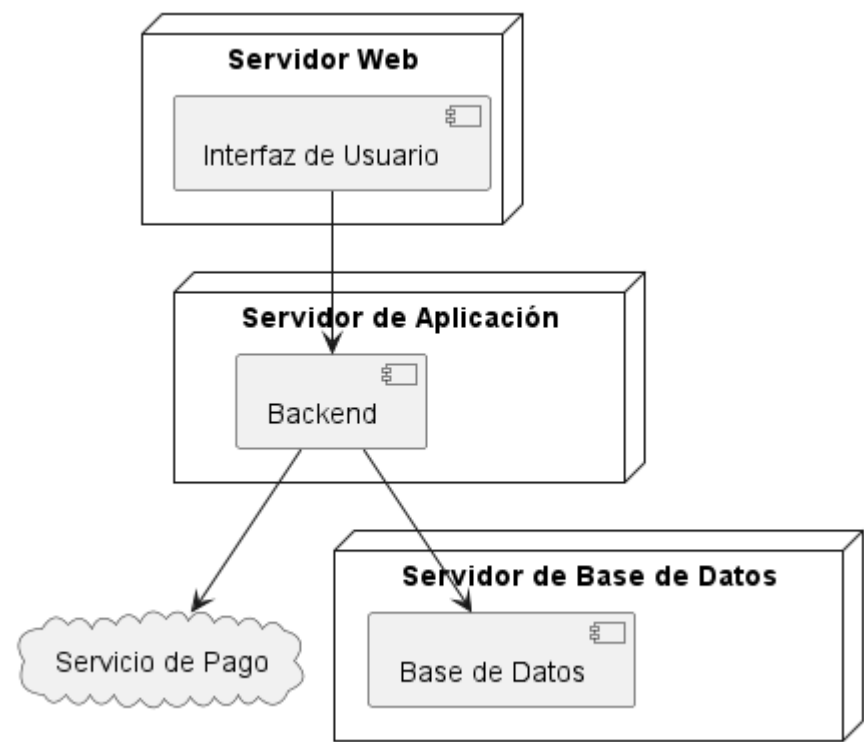 Servidor Web
Interfaz de Usuario
Servidor de Aplicación
Backend
Servidor de Base de Datos
Servicio de Pago
Base de Datos